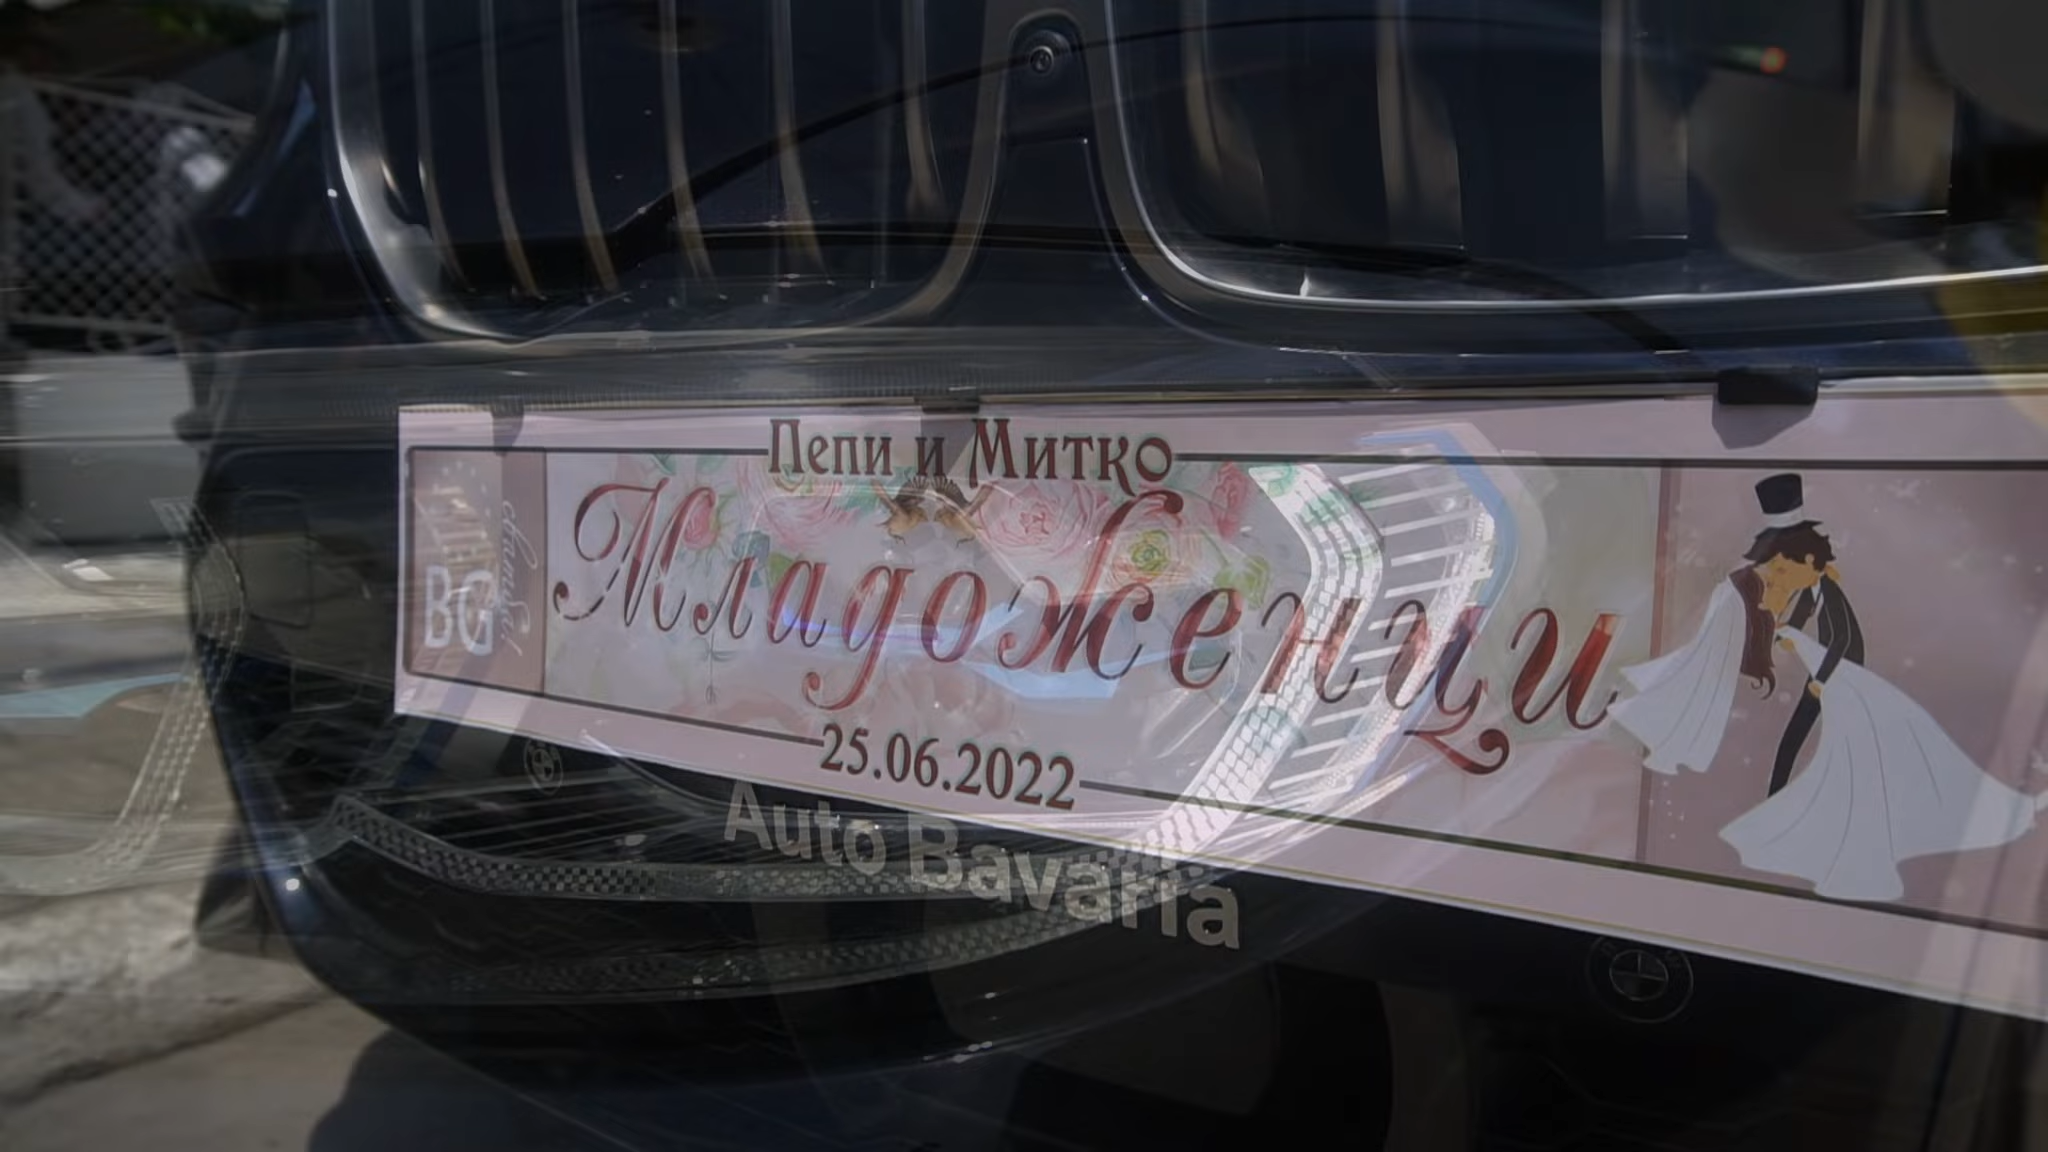 Пепи и Митко
BG
Младоженци
25.06.2022
Auto Bavaria